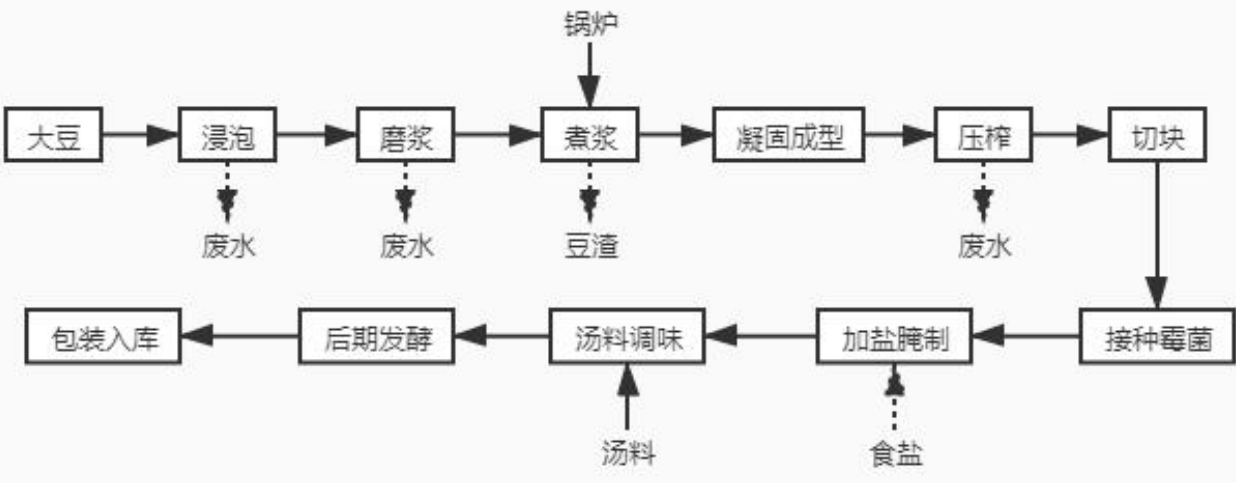 锅炉
大豆
浸泡
磨浆
煮浆
凝固成型
压榨
切块
废水
废水
豆渣
废水
包装入库
后期发酵
汤料调味
加盐腌制
接种霉菌
汤料
食盐